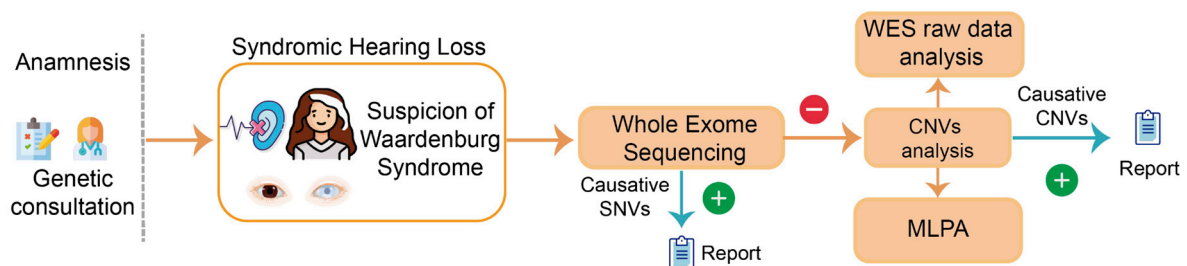 Anamnesis
Genetic
consultation
Syndromic Hearing Loss
Suspicion of
Waardenburg
Syndrome
Whole Exome
Sequencing
Causative
SNVs
Report
WES raw data
analysis
CNVs
analysis
MLPA
Causative
CNVs
Report